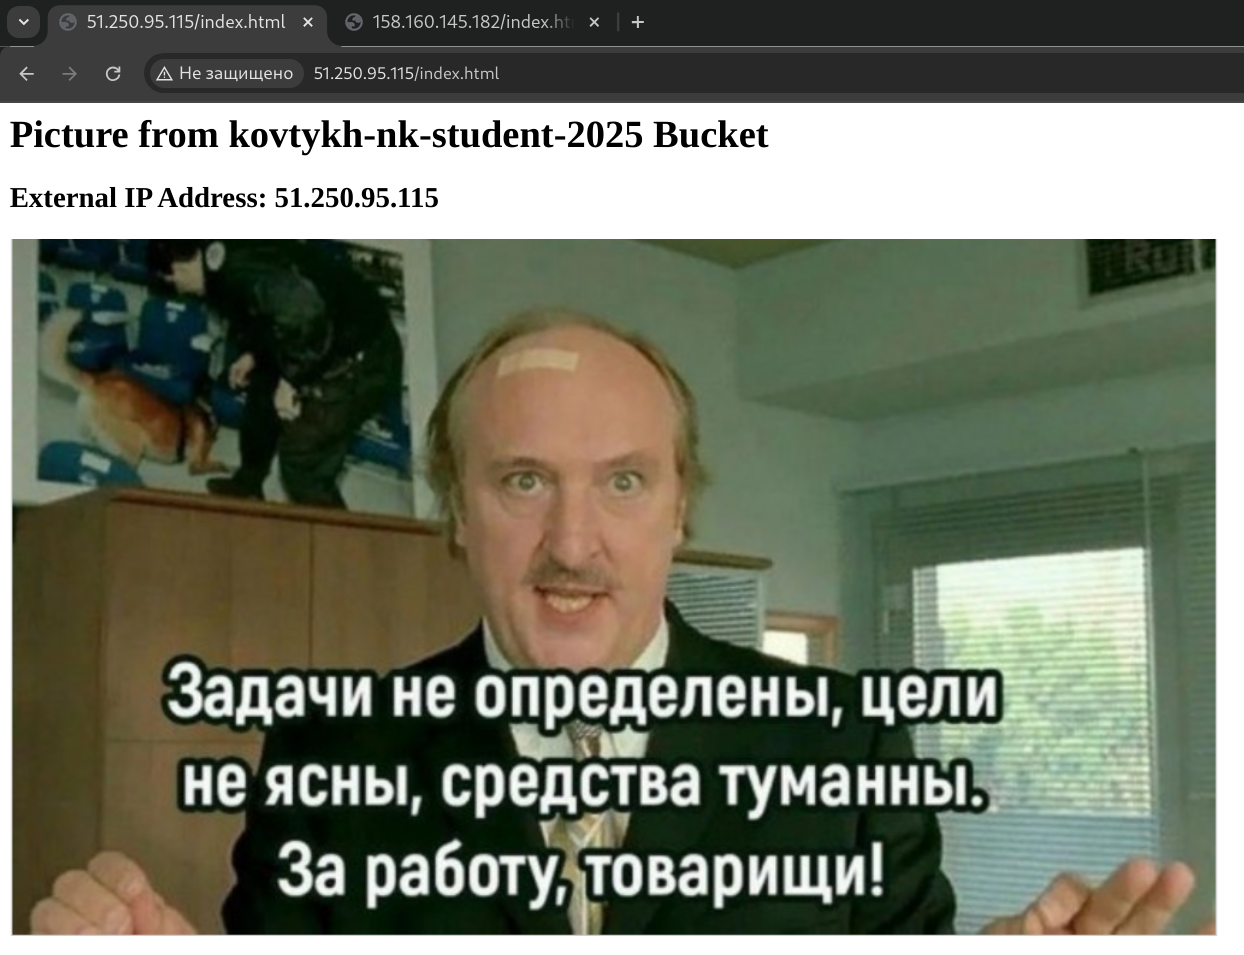 51.250.95.115/index.html
158.160.145.182/index.ht
Не защищено 51.250.95.115/index.html
Picture from kovtykh-nk-student-2025 Bucket
External IP Address: 51.250.95.115
Задачи не определены, цели
не ясны, средства туманны.
За работу, товарищи!